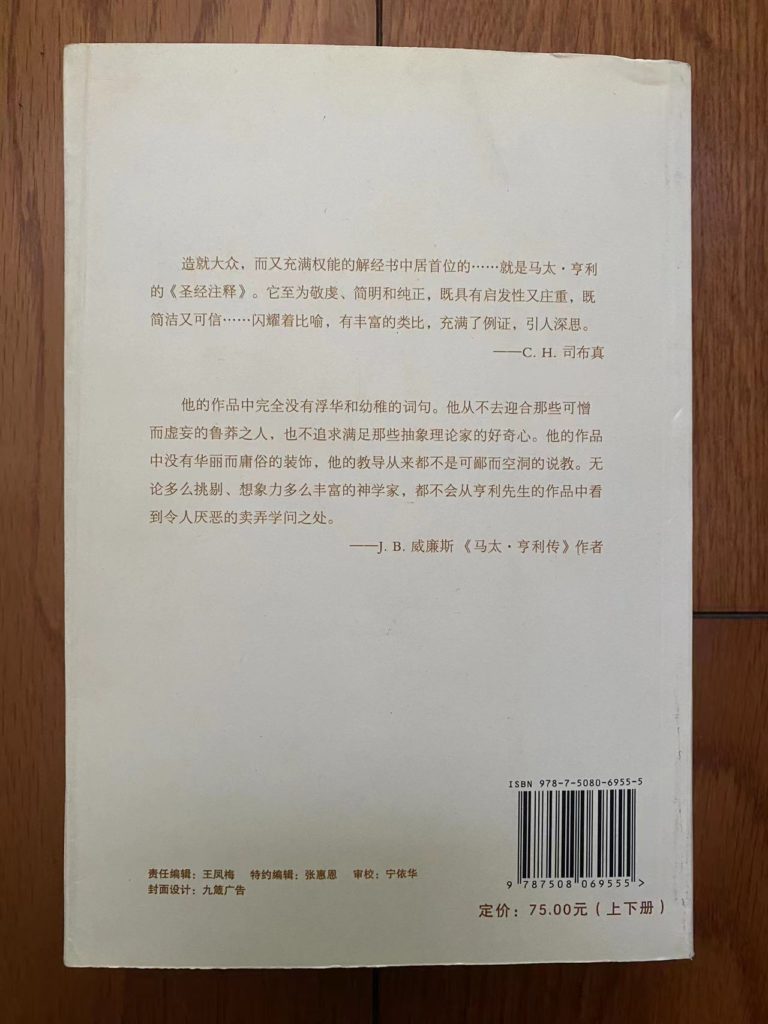 造就大众，而又充满权能的解经书中居首位的……就是马太·亨利
的《圣经注释》。它至为敬虔、简明和纯正，既具有启发性又庄重，既
简洁又可信……闪耀着比喻，有丰富的类比，充满了例证，引人深思。
——C. H. 司布真
他的作品中完全没有浮华和幼稚的词句。他从不去迎合那些可憎
而虚妄的鲁莽之人，也不追求满足那些抽象理论家的好奇心。他的作品
中没有华丽而庸俗的装饰，他的教导从来都不是可鄙而空洞的说教。无
论多么挑剔、想象力多么丰富的神学家，都不会从亨利先生的作品中看
到令人厌恶的卖弄学问之处。
——J. B. 威廉斯《马太·亨利传》作者
ISBN 978-7-5080-6955-5
9 787508 069555 >
责任编辑：王凤梅 特约编辑：张惠恩 审校：宁依华
封面设计：九箴广告
定价：75.00元（上下册）